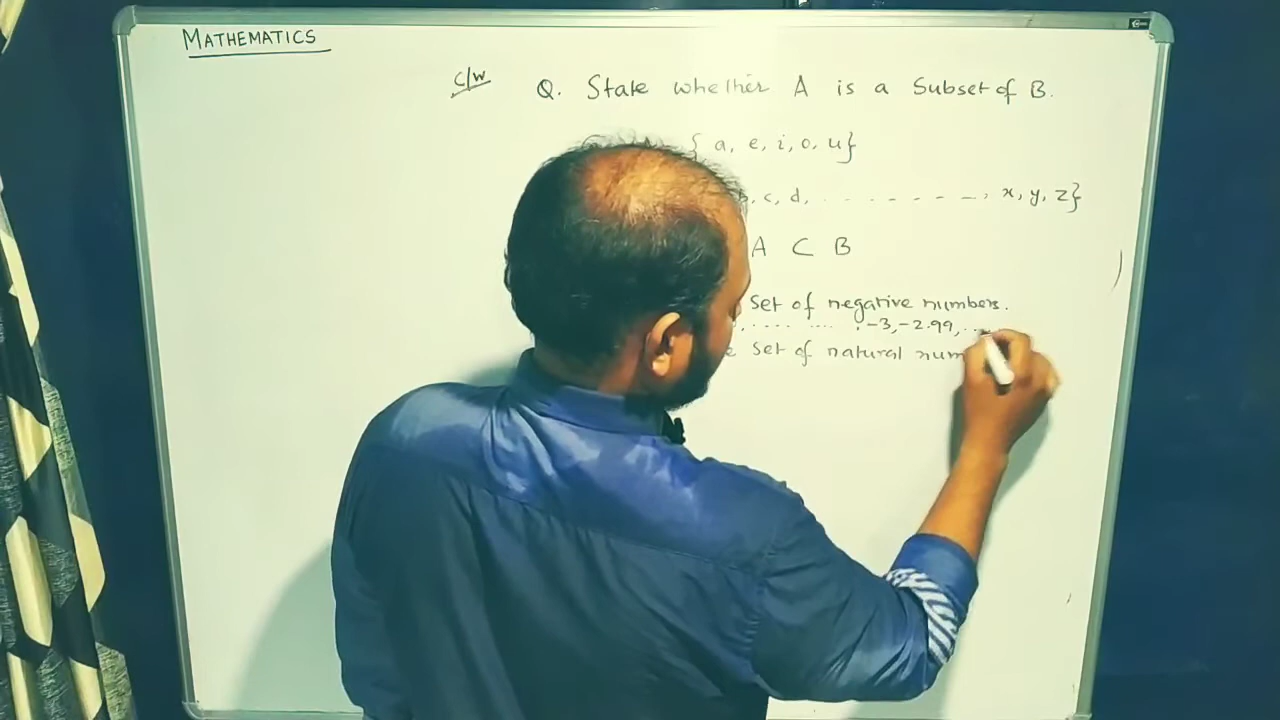 MATHEMATICS
C/W Q. State whether A is a Subset of B.
{ a, e, i, o, u}
c, d, . - - - - - - , x, y, z}
A ⊂ B
Set of negative numbers.
, .... .... , -3, -2.99, ....
Set of natural num